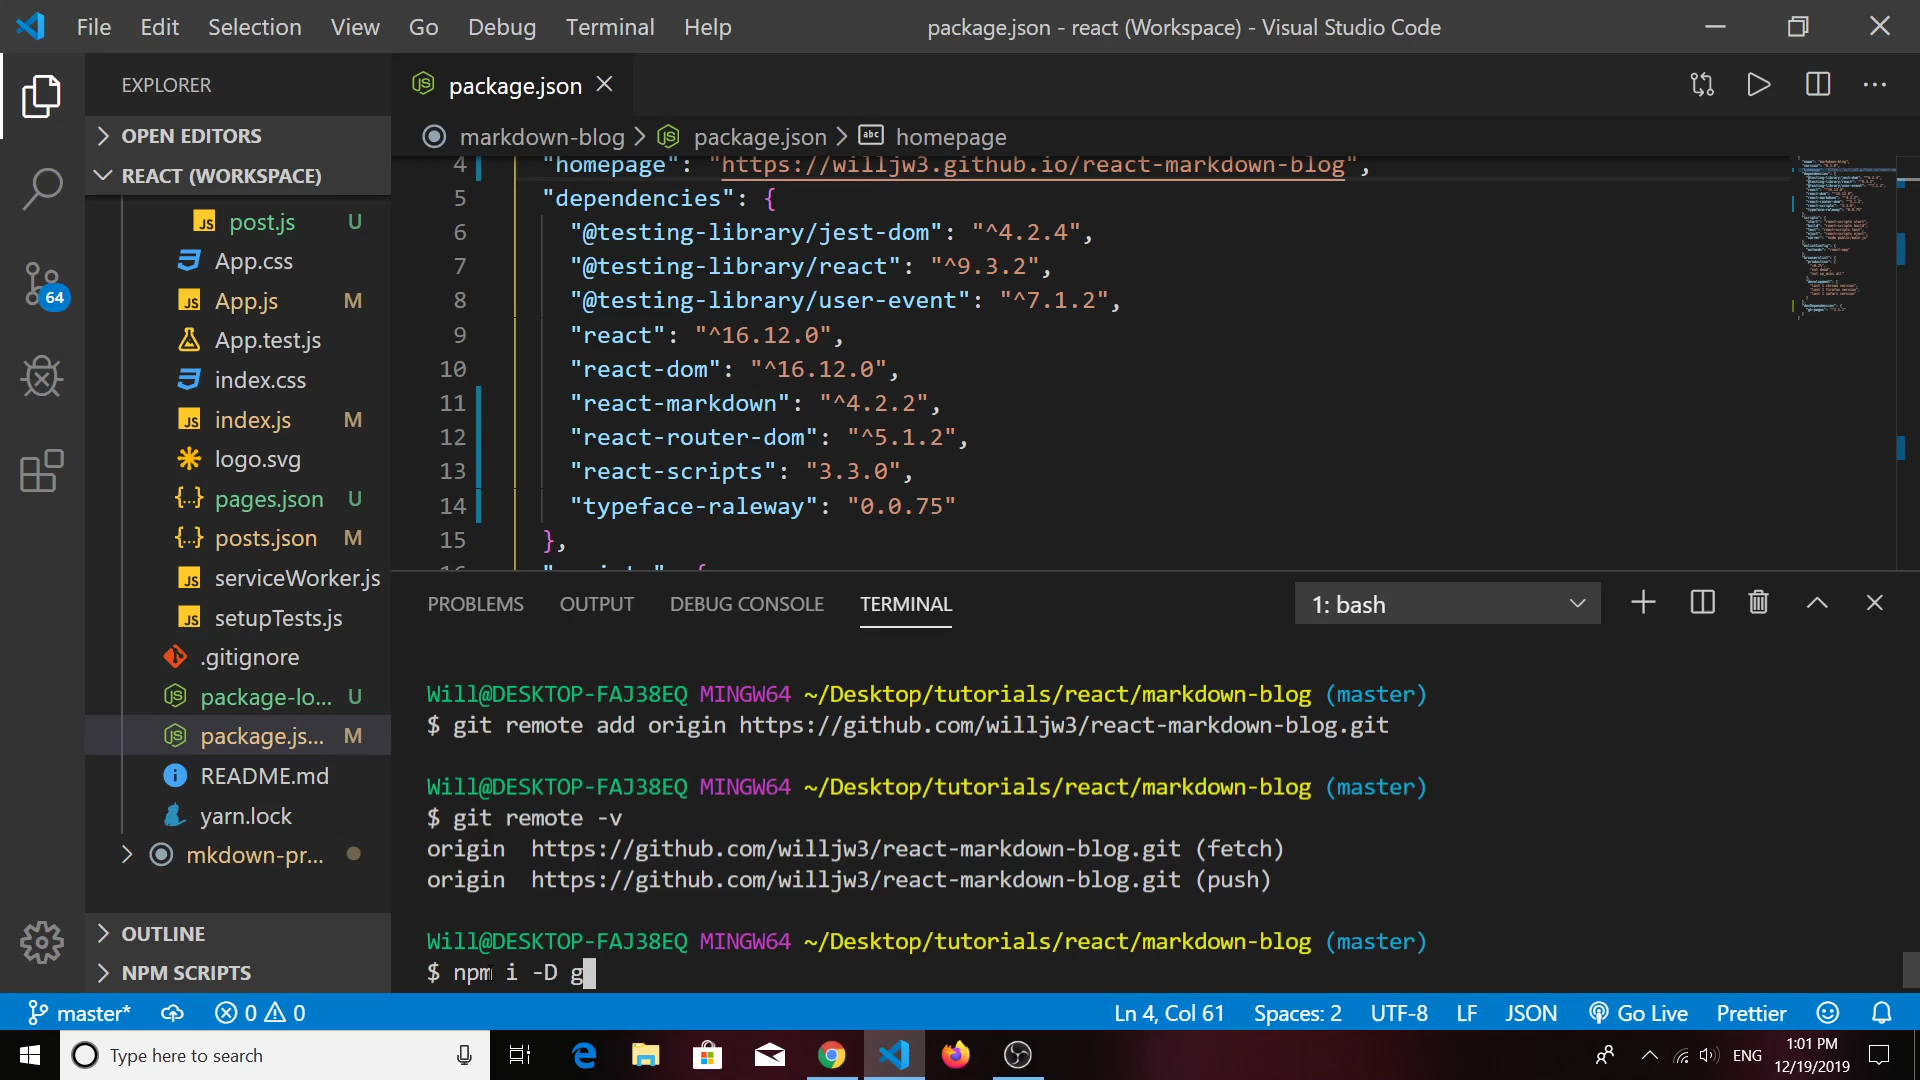 File Edit Selection View Go Debug Terminal Help
package.json - react (Workspace) - Visual Studio Code
EXPLORER
package.json
OPEN EDITORS
markdown-blog package.json abc homepage
REACT (WORKSPACE)
post.js U
App.css
App.js M
App.test.js
index.css
index.js M
logo.svg
pages.json U
posts.json M
serviceWorker.js
setupTests.js
.gitignore
package-lo... U
package.js... M
README.md
yarn.lock
mkdown-pr...
OUTLINE
NPM SCRIPTS
64
4 "homepage": "https://willjw3.github.io/react-markdown-blog",
5 "dependencies": {
6 "@testing-library/jest-dom": "^4.2.4",
7 "@testing-library/react": "^9.3.2",
8 "@testing-library/user-event": "^7.1.2",
9 "react": "^16.12.0",
10 "react-dom": "^16.12.0",
11 "react-markdown": "^4.2.2",
12 "react-router-dom": "^5.1.2",
13 "react-scripts": "3.3.0",
14 "typeface-raleway": "0.0.75"
15 },
PROBLEMS OUTPUT DEBUG CONSOLE TERMINAL
1: bash
Will@DESKTOP-FAJ38EQ MINGW64 ~/Desktop/tutorials/react/markdown-blog (master)
$ git remote add origin https://github.com/willjw3/react-markdown-blog.git
Will@DESKTOP-FAJ38EQ MINGW64 ~/Desktop/tutorials/react/markdown-blog (master)
$ git remote -v
origin https://github.com/willjw3/react-markdown-blog.git (fetch)
origin https://github.com/willjw3/react-markdown-blog.git (push)
Will@DESKTOP-FAJ38EQ MINGW64 ~/Desktop/tutorials/react/markdown-blog (master)
$ npm i -D g
master* 0 0
Ln 4, Col 61 Spaces: 2 UTF-8 LF JSON Go Live Prettier
Type here to search
ENG
1:01 PM
12/19/2019